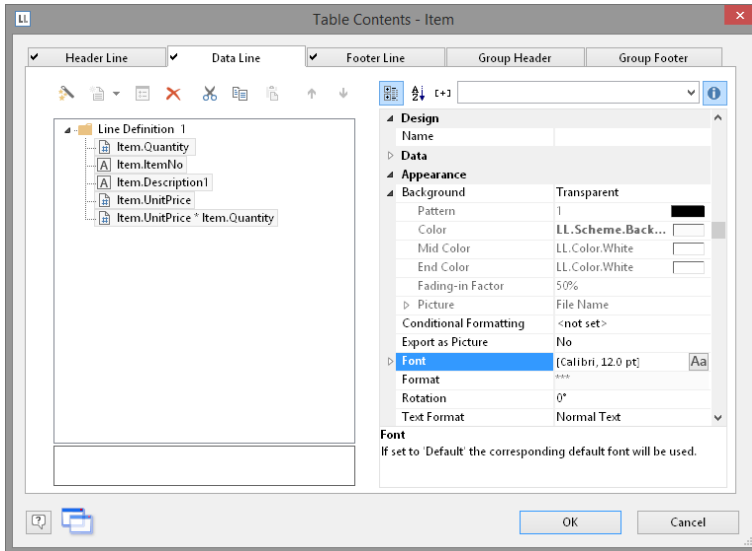 LL Table Contents - Item
Header Line Data Line Footer Line Group Header Group Footer
Line Definition 1
# Item.Quantity
A Item.ItemNo
A Item.Description1
# Item.UnitPrice
# Item.UnitPrice * Item.Quantity
A Z [+]
Design
Name
Data
Appearance
Background Transparent
Pattern 1
Color LL.Scheme.Back...
Mid Color LL.Color.White
End Color LL.Color.White
Fading-in Factor 50%
Picture File Name
Conditional Formatting <not set>
Export as Picture No
Font [Calibri, 12.0 pt] Aa
Format ***
Rotation 0°
Text Format Normal Text
Font
If set to 'Default' the corresponding default font will be used.
OK Cancel